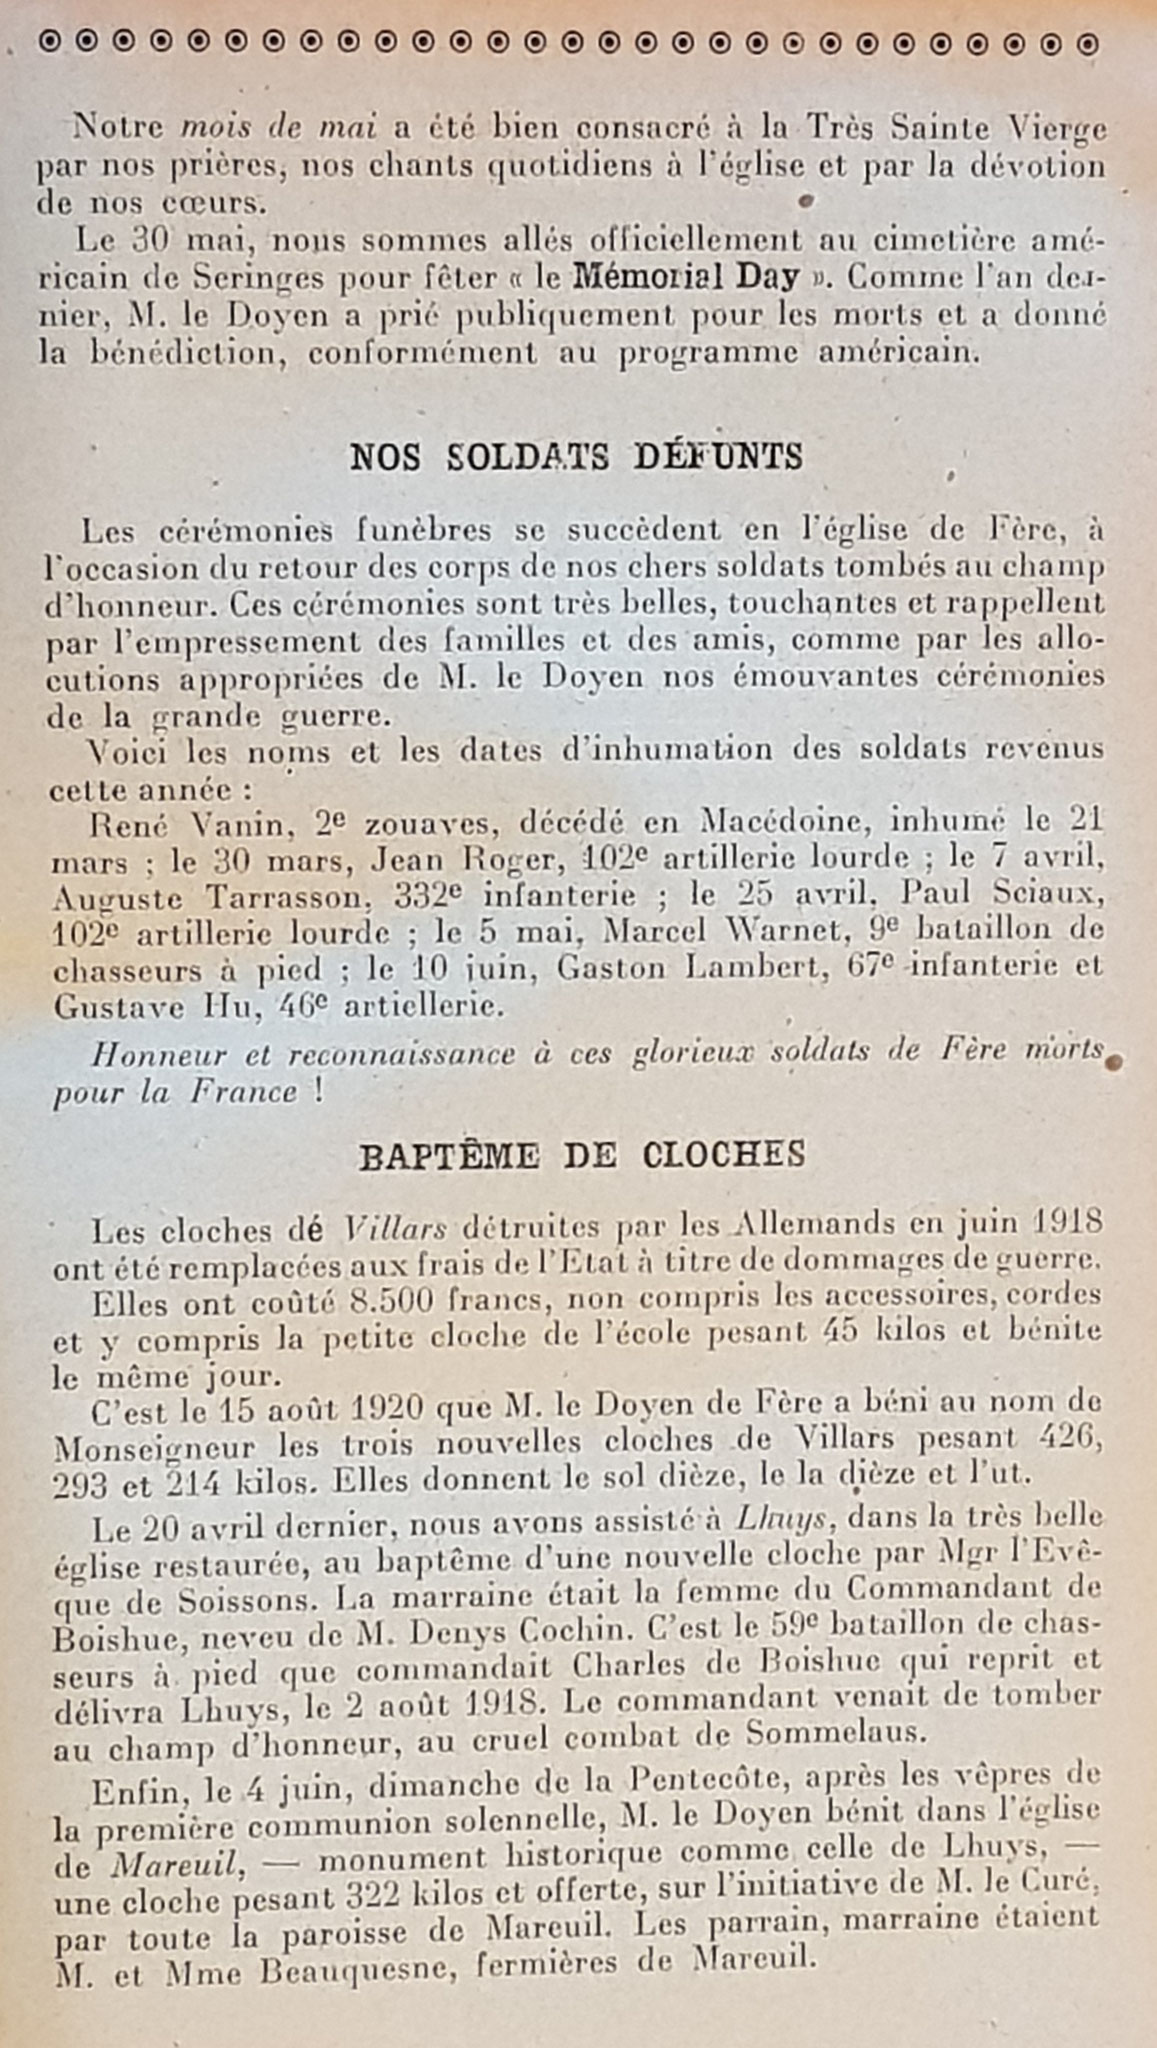 Notre mois de mai a été bien consacré à la Très Sainte Vierge
par nos prières, nos chants quotidiens à l'église et par la dévotion
de nos cœurs.
Le 30 mai, nous sommes allés officiellement au cimetière amé-
ricain de Seringes pour fêter « le Mémorial Day ». Comme l'an der-
nier, M. le Doyen a prié publiquement pour les morts et a donné
la bénédiction, conformément au programme américain.
NOS SOLDATS DÉFUNTS
Les cérémonies funèbres se succèdent en l'église de Fère, à
l'occasion du retour des corps de nos chers soldats tombés au champ
d'honneur. Ces cérémonies sont très belles, touchantes et rappellent
par l'empressement des familles et des amis, comme par les allo-
cutions appropriées de M. le Doyen nos émouvantes cérémonies
de la grande guerre.
Voici les noms et les dates d'inhumation des soldats revenus
cette année :
René Vanin, 2e zouaves, décédé en Macédoine, inhumé le 21
mars ; le 30 mars, Jean Roger, 102e artillerie lourde ; le 7 avril,
Auguste Tarrasson, 332e infanterie ; le 25 avril, Paul Sciaux,
102e artillerie lourde ; le 5 mai, Marcel Warnet, 9e bataillon de
chasseurs à pied ; le 10 juin, Gaston Lambert, 67e infanterie et
Gustave Hu, 46e artiellerie.
Honneur et reconnaissance à ces glorieux soldats de Fère morts
pour la France !
BAPTÊME DE CLOCHES
Les cloches dé Villars détruites par les Allemands en juin 1918
ont été remplacées aux frais de l'Etat à titre de dommages de guerre.
Elles ont coûté 8.500 francs, non compris les accessoires, cordes
et y compris la petite cloche de l'école pesant 45 kilos et bénite
le même jour.
C'est le 15 août 1920 que M. le Doyen de Fère a béni au nom de
Monseigneur les trois nouvelles cloches de Villars pesant 426,
293 et 214 kilos. Elles donnent le sol dièze, le la dièze et l'ut.
Le 20 avril dernier, nous avons assisté à Lhuys, dans la très belle
église restaurée, au baptême d'une nouvelle cloche par Mgr l'Evê-
que de Soissons. La marraine était la femme du Commandant de
Boishue, neveu de M. Denys Cochin. C'est le 59e bataillon de chas-
seurs à pied que commandait Charles de Boishue qui reprit et
délivra Lhuys, le 2 août 1918. Le commandant venait de tomber
au champ d'honneur, au cruel combat de Sommelaus.
Enfin, le 4 juin, dimanche de la Pentecôte, après les vêpres de
la première communion solennelle, M. le Doyen bénit dans l'église
de Mareuil, — monument historique comme celle de Lhuys, —
une cloche pesant 322 kilos et offerte, sur l'initiative de M. le Curé,
par toute la paroisse de Mareuil. Les parrain, marraine étaient
M. et Mme Beauquesne, fermières de Mareuil.